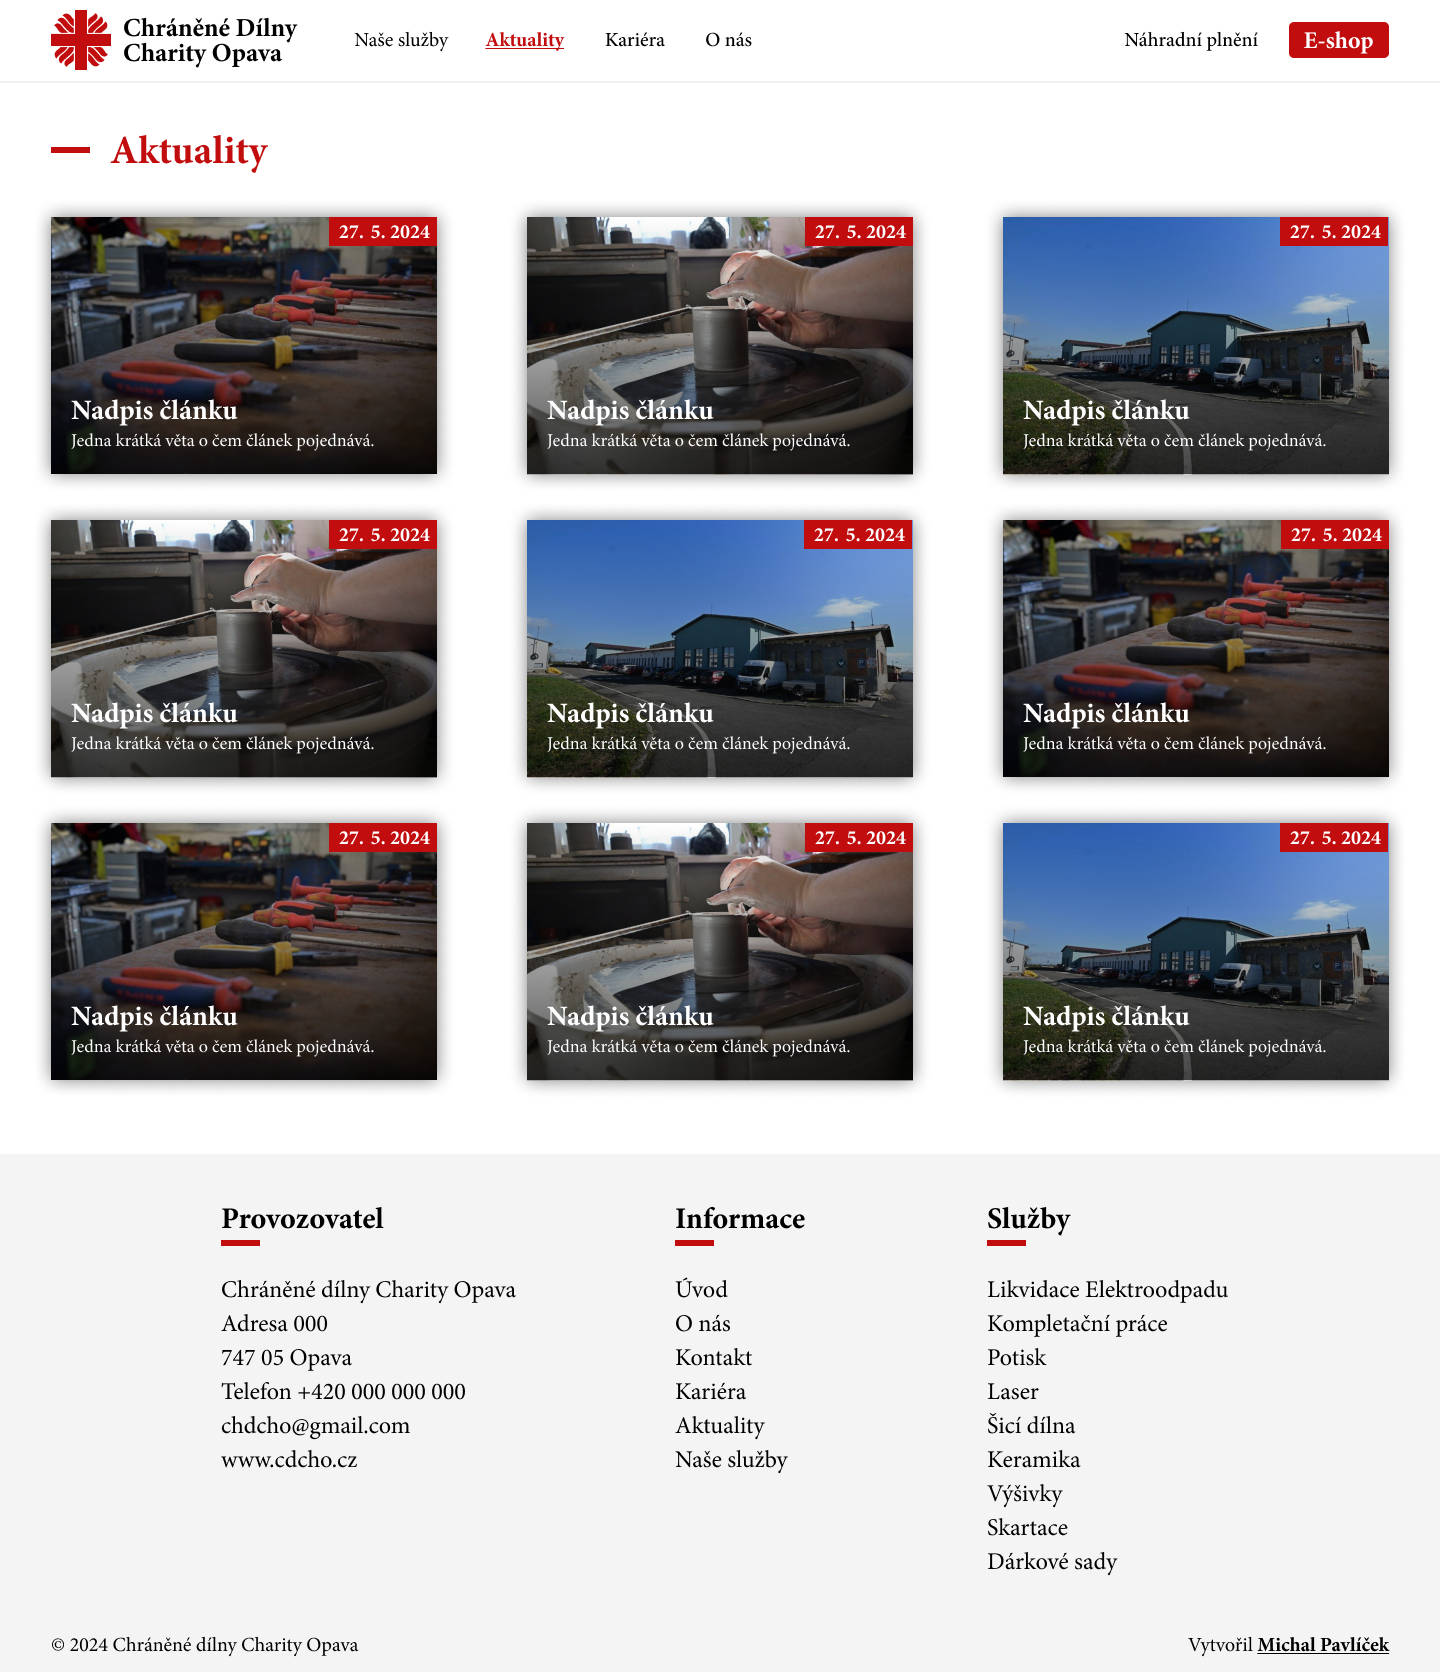 Chráněné Dílny
Charity Opava
Naše služby
Aktuality
Kariéra
O nás
Náhradní plnění
E-shop
Aktuality
27. 5. 2024
Nadpis článku
Jedna krátká věta o čem článek pojednává.
27. 5. 2024
Nadpis článku
Jedna krátká věta o čem článek pojednává.
27. 5. 2024
Nadpis článku
Jedna krátká věta o čem článek pojednává.
27. 5. 2024
Nadpis článku
Jedna krátká věta o čem článek pojednává.
27. 5. 2024
Nadpis článku
Jedna krátká věta o čem článek pojednává.
27. 5. 2024
Nadpis článku
Jedna krátká věta o čem článek pojednává.
27. 5. 2024
Nadpis článku
Jedna krátká věta o čem článek pojednává.
27. 5. 2024
Nadpis článku
Jedna krátká věta o čem článek pojednává.
27. 5. 2024
Nadpis článku
Jedna krátká věta o čem článek pojednává.
Provozovatel
Chráněné dílny Charity Opava
Adresa 000
747 05 Opava
Telefon +420 000 000 000
chdcho@gmail.com
www.cdcho.cz
Informace
Úvod
O nás
Kontakt
Kariéra
Aktuality
Naše služby
Služby
Likvidace Elektroodpadu
Kompletační práce
Potisk
Laser
Šicí dílna
Keramika
Výšivky
Skartace
Dárkové sady
© 2024 Chráněné dílny Charity Opava
Vytvořil Michal Pavlíček